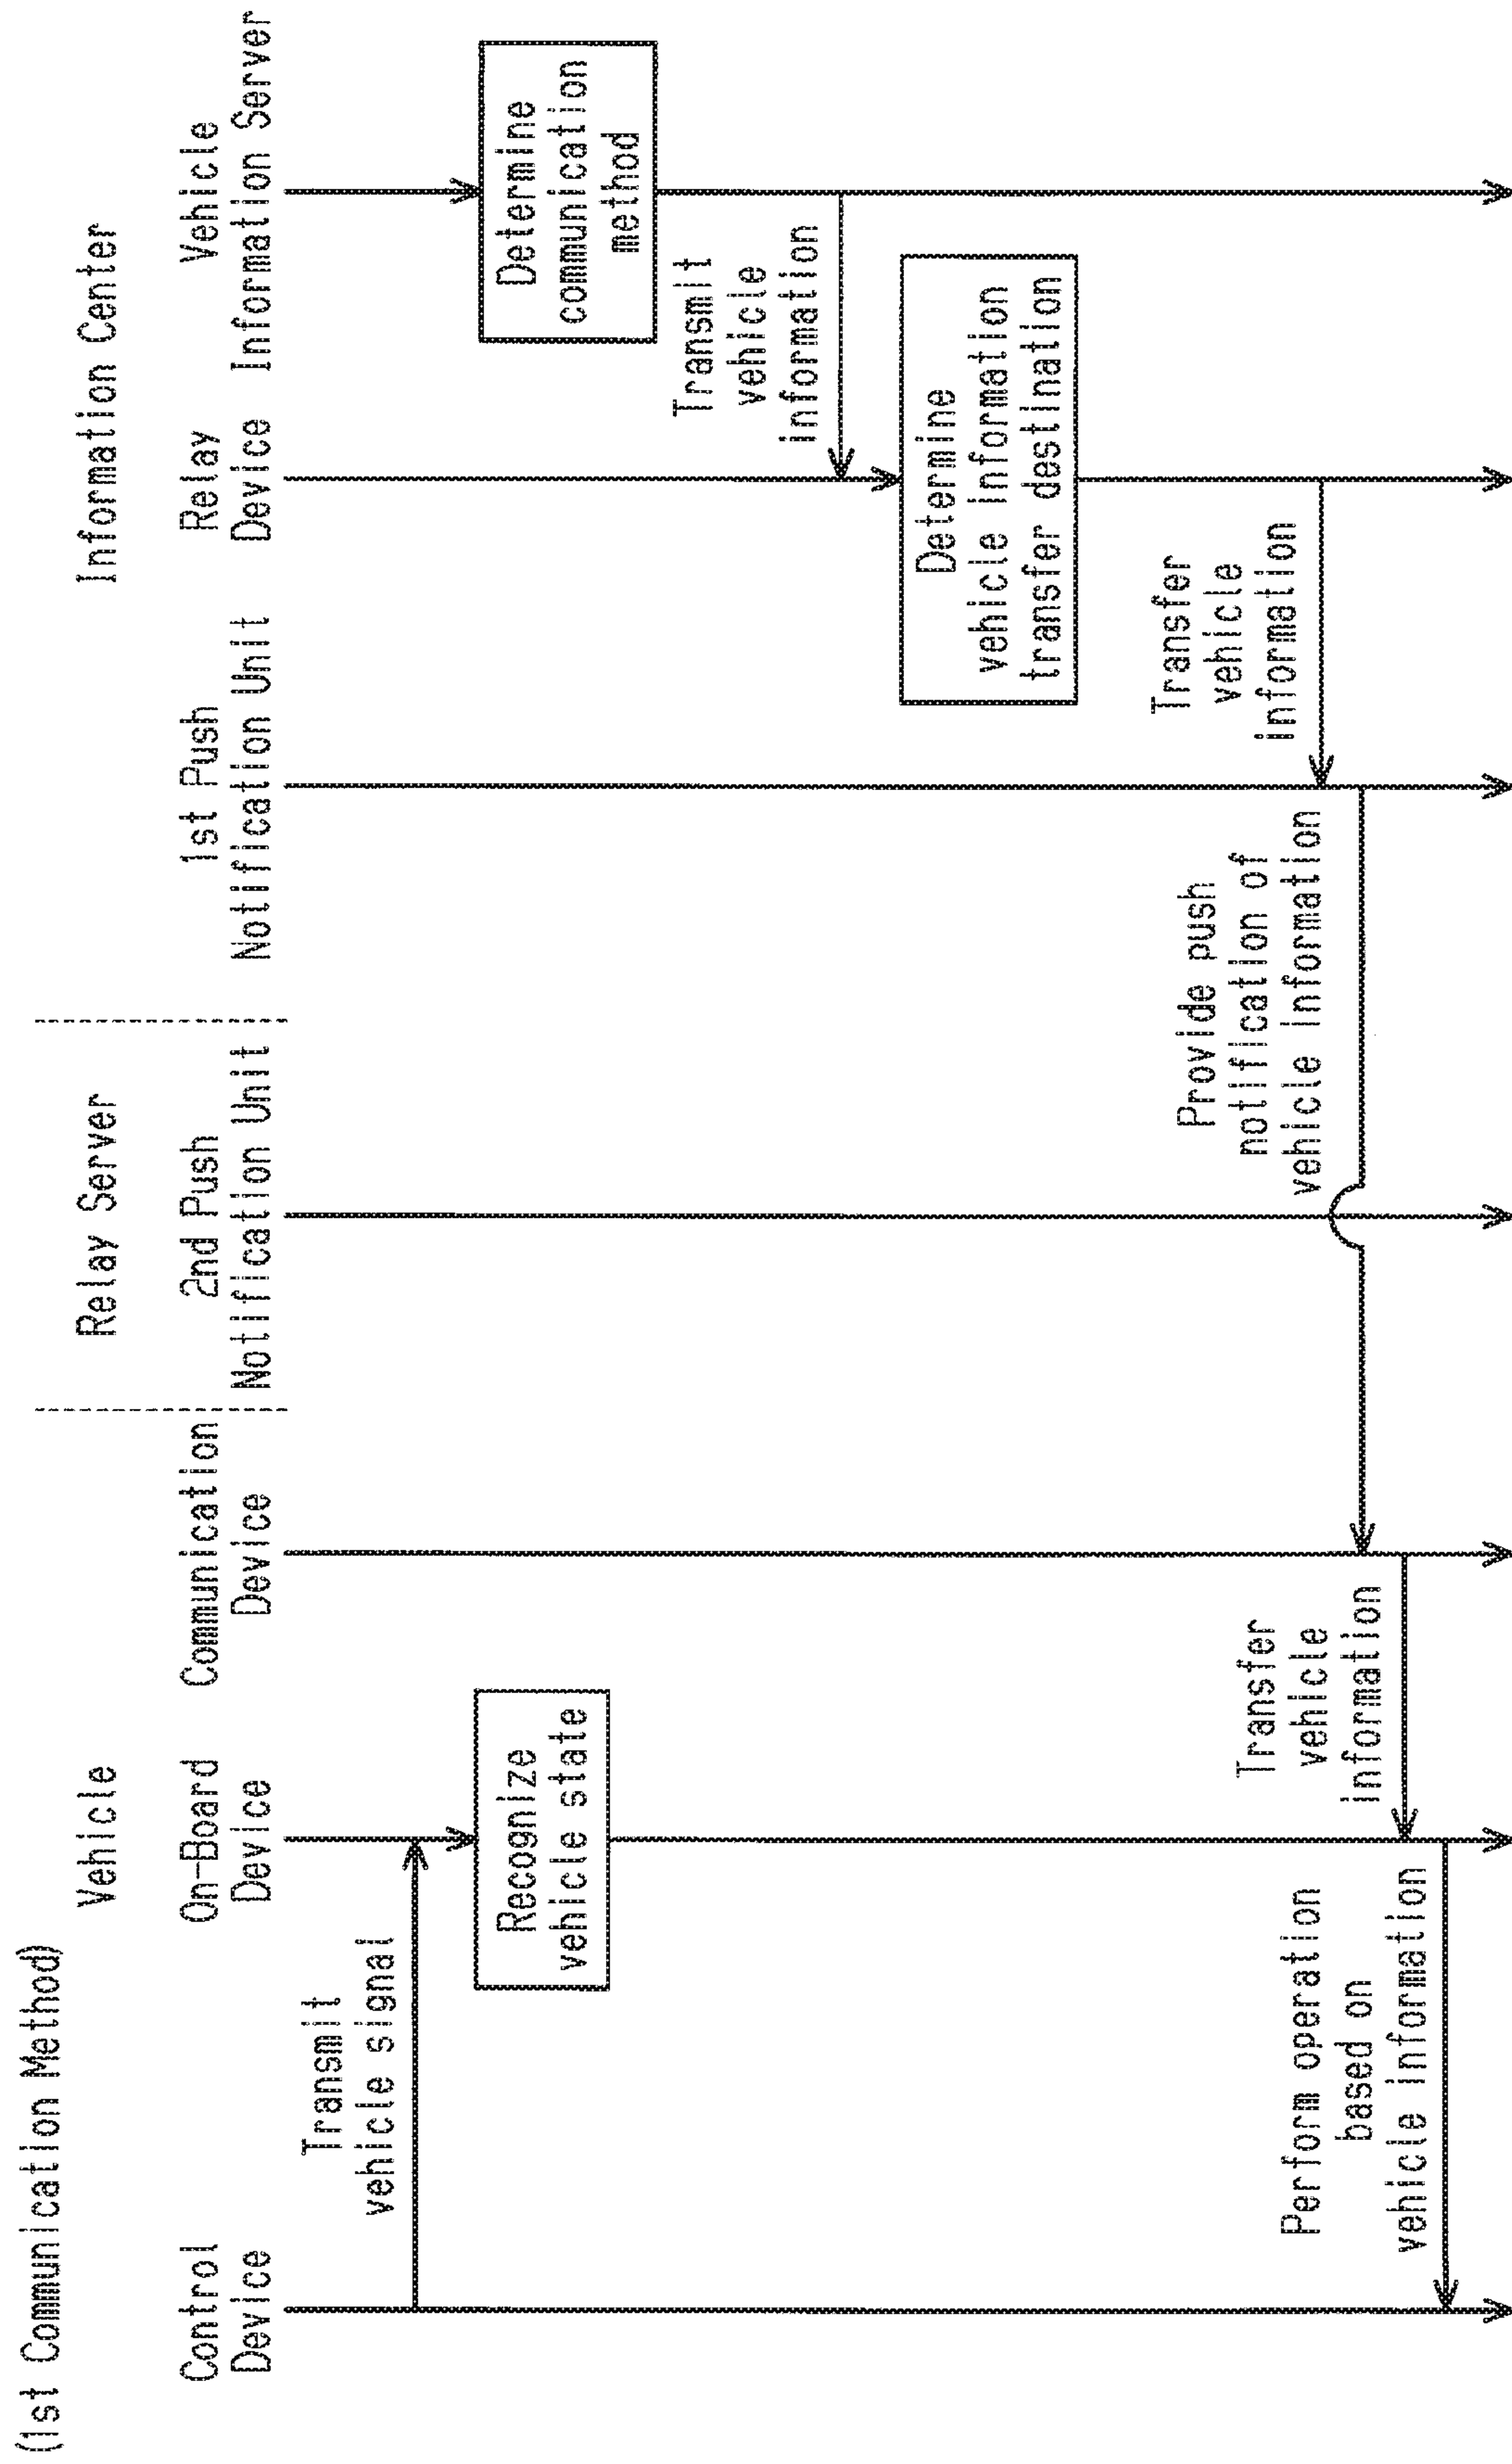 (1st Communication Method)
Vehicle
Relay Server
Information Center
Control
Device
On-Board
Device
Communication
Device
2nd Push
Notification Unit
1st Push
Notification Unit
Relay
Device
Vehicle
Information Server
Transmit
vehicle signal
Recognize
vehicle state
Determine
communication
method
Transmit
vehicle
information
Determine
vehicle information
transfer destination
Transfer
vehicle
information
Provide push
notification of
vehicle information
Transfer
vehicle
information
Perform operation
based on
vehicle information